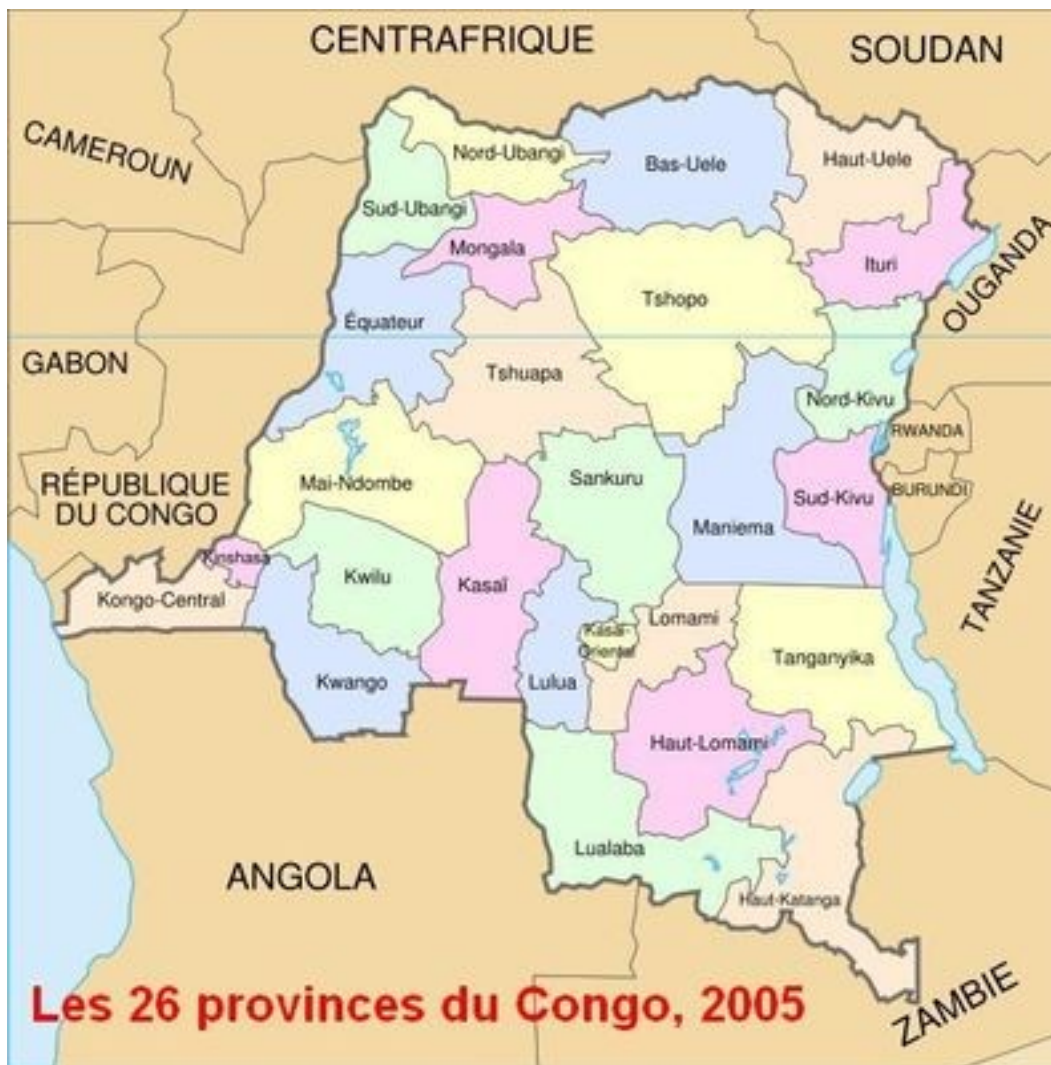 CENTRAFRIQUE
SOUDAN
CAMEROUN
Nord-Ubangi
Bas-Uele
Haut-Uele
Sud-Ubangi
Mongala
Ituri
OUGANDA
Tshopo
Équateur
GABON
Tshuapa
Nord-Kivu
RWANDA
RÉPUBLIQUE
DU CONGO
Mai-Ndombe
Sankuru
Maniema
Sud-Kivu
BURUNDI
TANZANIE
Kinshasa
Kwilu
Kasaï
Kongo-Central
Lomami
Kasaï-
Oriental
Tanganyika
Kwango
Lulua
Haut-Lomami
Lualaba
ANGOLA
Haut-Katanga
ZAMBIE
Les 26 provinces du Congo, 2005